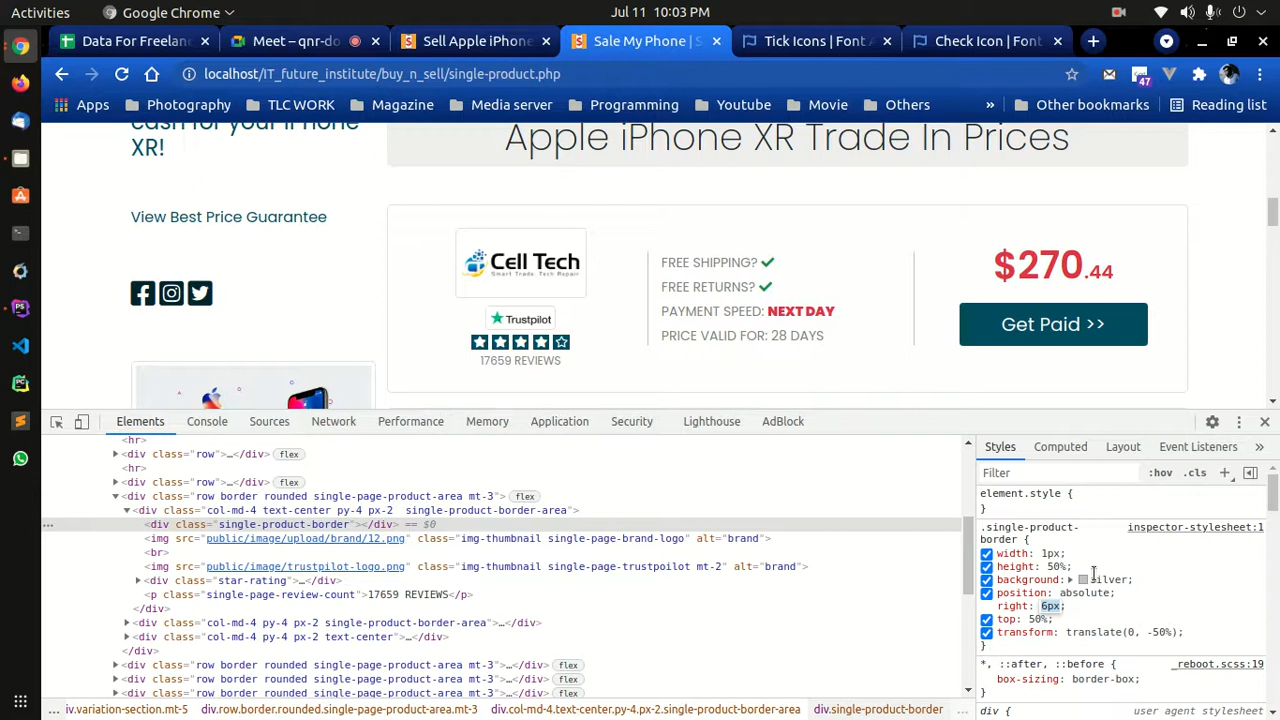 Activities
Google Chrome
Jul 11 10:03 PM
Data For Freelan
Meet – qnr-do
Sell Apple iPhone
Sale My Phone | S
Tick Icons | Font A
Check Icon | Font
localhost/IT_future_institute/buy_n_sell/single-product.php
47
Apps
Photography
TLC WORK
Magazine
Media server
Programming
Youtube
Movie
Others
»
Other bookmarks
Reading list
cash for your iPhone
XR!
Apple iPhone XR Trade In Prices
View Best Price Guarantee
Cell Tech
Smart Trade. Tech Repair
Trustpilot
17659 REVIEWS
FREE SHIPPING?
FREE RETURNS?
PAYMENT SPEED: NEXT DAY
PRICE VALID FOR: 28 DAYS
$270.44
Get Paid >>
Elements
Console
Sources
Network
Performance
Memory
Application
Security
Lighthouse
AdBlock
<hr>
<div class="row">…</div> flex
<hr>
<div class="row">…</div> flex
<div class="row border rounded single-page-product-area mt-3"> flex
<div class="col-md-4 text-center py-4 px-2  single-product-border-area">
… <div class="single-product-border"></div> == $0
<img src="public/image/upload/brand/12.png" class="img-thumbnail single-page-brand-logo" alt="brand">
<br>
<img src="public/image/trustpilot-logo.png" class="img-thumbnail single-page-trustpoilot mt-2" alt="brand">
<div class="star-rating">…</div>
<p class="single-page-review-count">17659 REVIEWS</p>
</div>
<div class="col-md-4 py-4 px-2 single-product-border-area">…</div>
<div class="col-md-4 py-4 px-2 text-center">…</div>
</div>
<div class="row border rounded single-page-product-area mt-3">…</div> flex
<div class="row border rounded single-page-product-area mt-3">…</div> flex
<div class="row border rounded single-page-product-area mt-3">…</div> flex
… iv.variation-section.mt-5
div.row.border.rounded.single-page-product-area.mt-3
div.col-md-4.text-center.py-4.px-2.single-product-border-area
div.single-product-border
…
Styles
Computed
Layout
Event Listeners
»
Filter
:hov
.cls
element.style {
}
.single-product-border { inspector-stylesheet:1
width: 1px;
height: 50%;
background: silver;
position: absolute;
right: 6px;
top: 50%;
transform: translate(0, -50%);
}
*, ::after, ::before { _reboot.scss:19
box-sizing: border-box;
}
div { user agent stylesheet